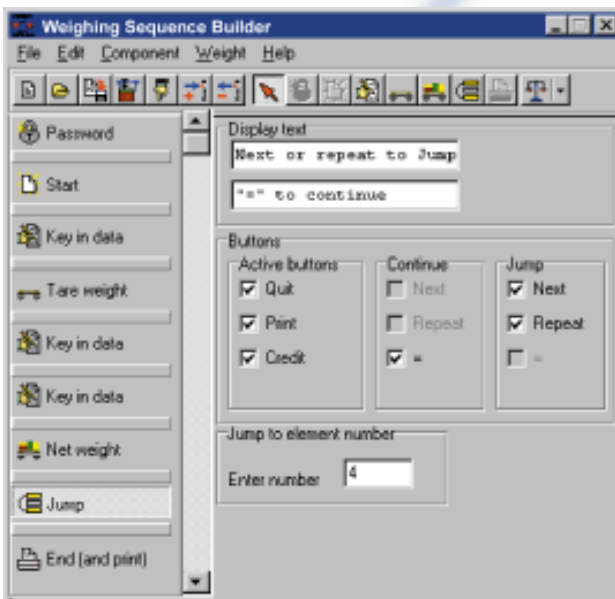 Weighing Sequence Builder
File Edit Component Weight Help
Password
Start
Key in data
Tare weight
Key in data
Key in data
Net weight
Jump
End (and print)
Display text
Next or repeat to Jump
"=" to continue
Buttons
Active buttons
Quit
Print
Credit
Continue
Next
Repeat
=
Jump
Next
Repeat
=
Jump to element number
Enter number 4